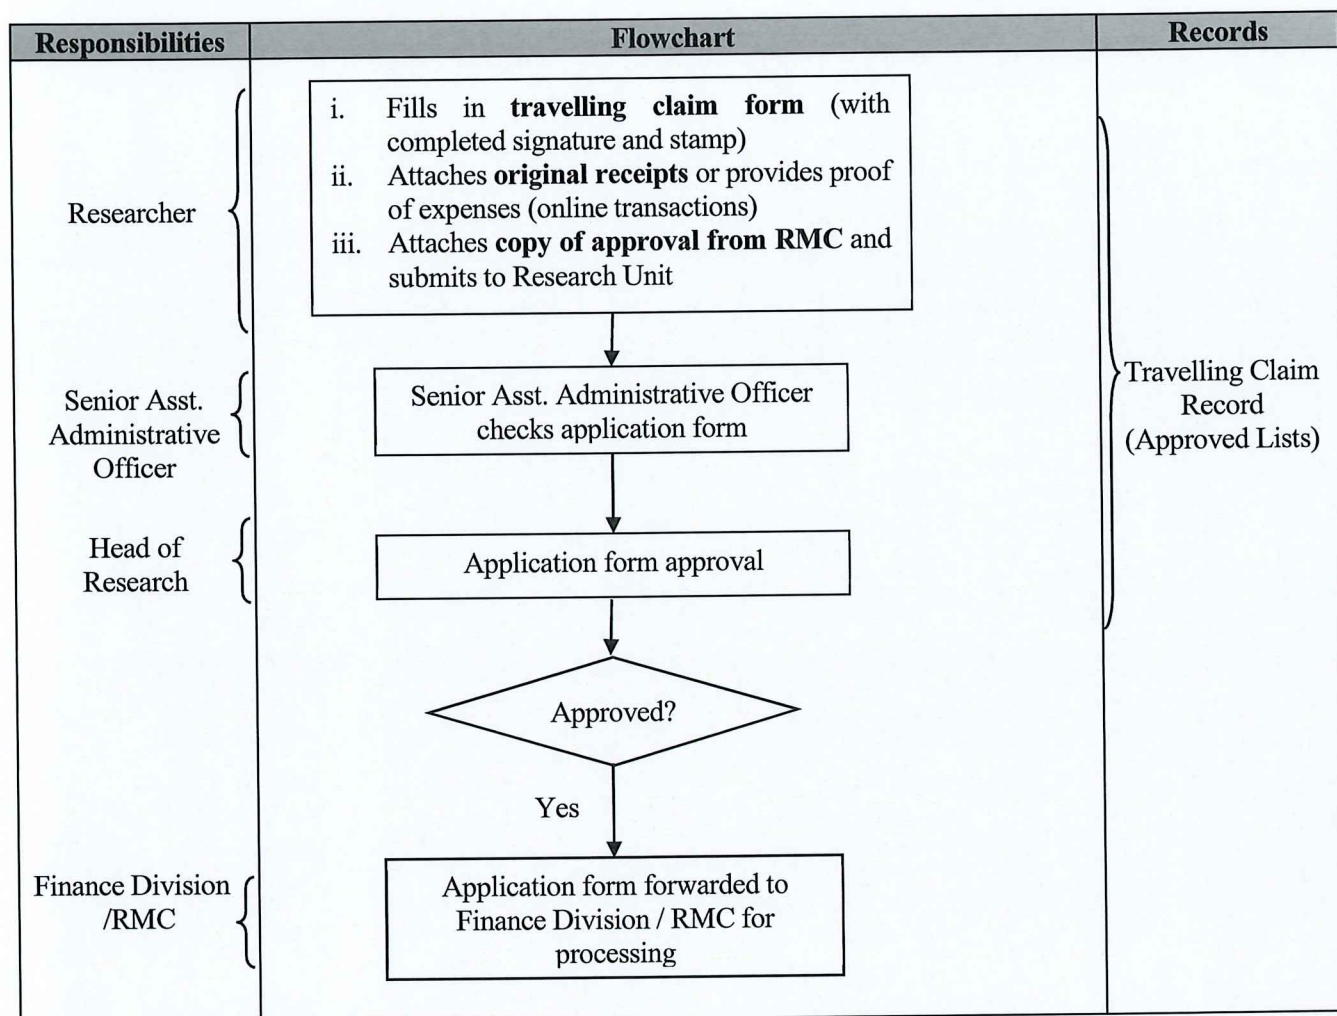 Responsibilities
Flowchart
Records
Researcher
i. Fills in travelling claim form (with
completed signature and stamp)
ii. Attaches original receipts or provides proof
of expenses (online transactions)
iii. Attaches copy of approval from RMC and
submits to Research Unit
Senior Asst.
Administrative
Officer
Senior Asst. Administrative Officer
checks application form
Travelling Claim
Record
(Approved Lists)
Head of
Research
Application form approval
Approved?
Yes
Finance Division
/RMC
Application form forwarded to
Finance Division / RMC for
processing